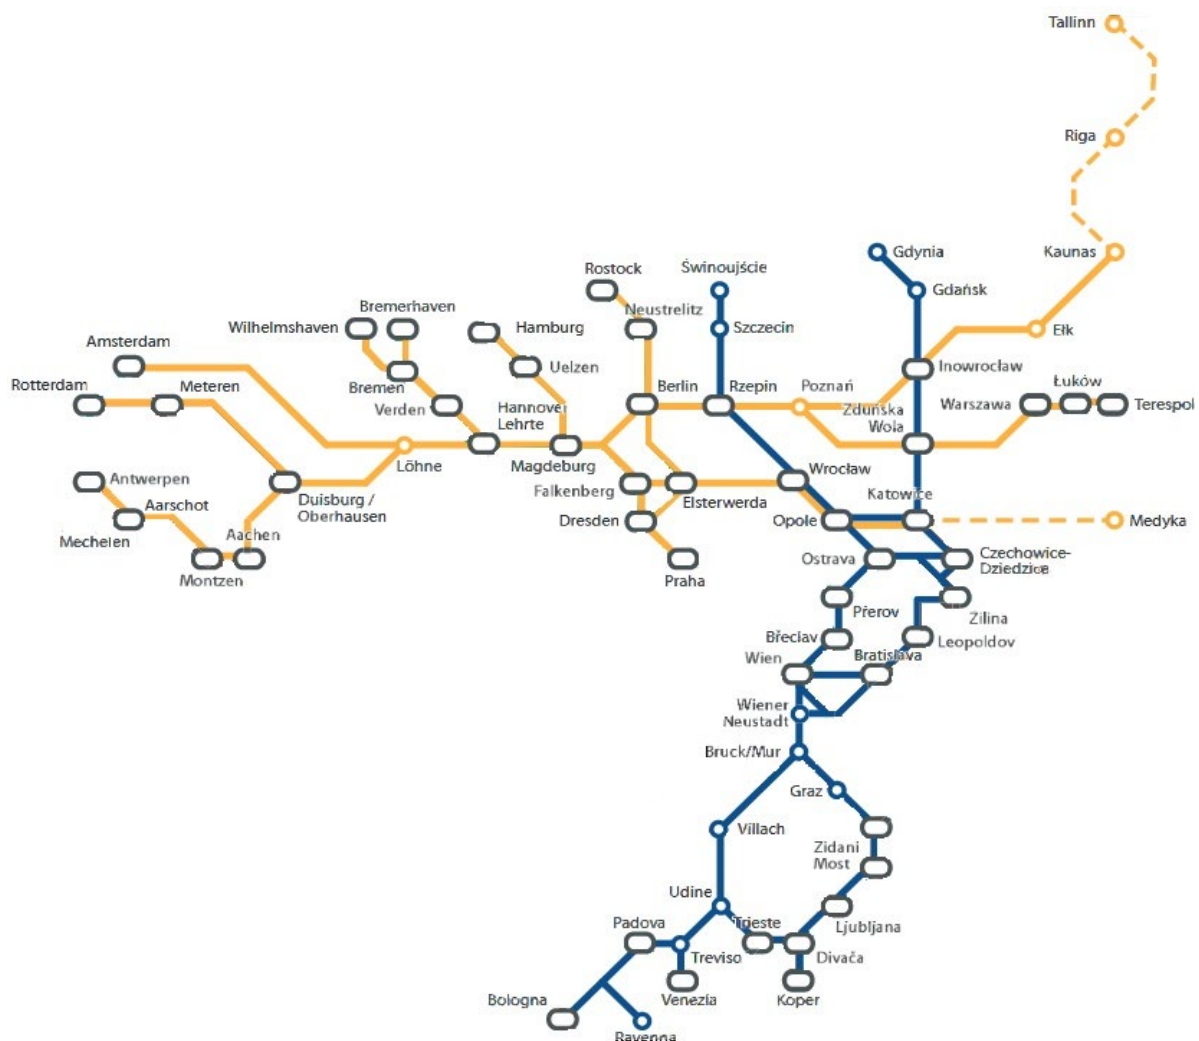 Tallinn
Riga
Kaunas
Gdynia
Rostock
Świnoujście
Gdańsk
Bremerhaven
Neustrelitz
Wilhelmshaven
Hamburg
Szczecin
Ełk
Amsterdam
Uelzen
Inowrocław
Rotterdam
Meteren
Bremen
Berlin
Rzepin
Poznań
Łuków
Verden
Hannover
Lehrte
Zduńska
Wola
Warszawa
Terespol
Löhne
Magdeburg
Wrocław
Antwerpen
Duisburg /
Oberhausen
Falkenberg
Elsterwerda
Katowice
Aarschot
Mechelen
Aachen
Dresden
Opole
Medyka
Montzen
Praha
Ostrava
Czechowice-
Dziedzice
Přerov
Zilina
Břeclav
Leopoldov
Wien
Bratislava
Wiener
Neustadt
Bruck/Mur
Graz
Villach
Zidani
Most
Udine
Padova
Trieste
Ljubljana
Treviso
Divača
Bologna
Venezia
Koper
Ravenna